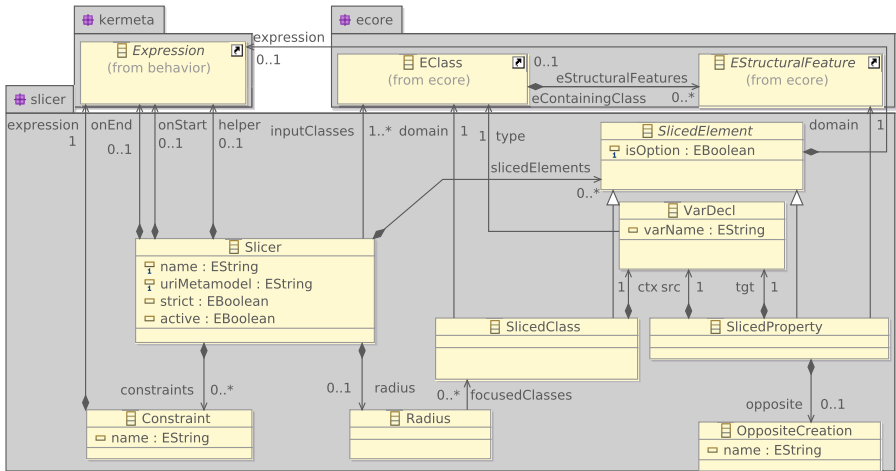 kermeta
ecore
expression
0..1
Expression
(from behavior)
EClass
(from ecore)
0..1
eStructuralFeatures
eContainingClass
0..*
EStructuralFeature
(from ecore)
slicer
expression
1
onEnd
0..1
onStart
0..1
helper
0..1
inputClasses
1..*
domain
1
1
type
domain
1
SlicedElement
isOption : EBoolean
slicedElements
0..*
VarDecl
varName : EString
Slicer
name : EString
uriMetamodel : EString
strict : EBoolean
active : EBoolean
1
ctx
src
1
tgt
1
SlicedClass
SlicedProperty
constraints
0..*
0..1
radius
0..*
focusedClasses
opposite
0..1
Constraint
name : EString
Radius
OppositeCreation
name : EString